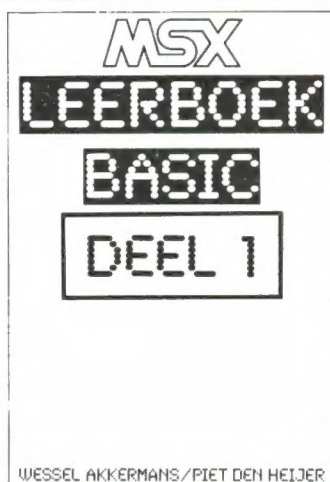 MSX
LEERBOEK
BASIC
DEEL 1
WESSEL AKKERMANS/PIET DEN HEIJER